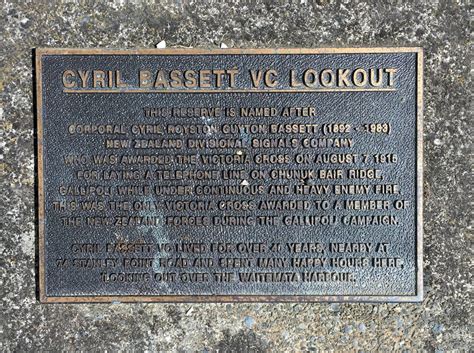 CYRIL BASSETT VC LOOKOUT
THIS RESERVE IS NAMED AFTER
CORPORAL CYRIL ROYSTON GUYTON BASSETT (1892 - 1983)
NEW ZEALAND DIVISIONAL SIGNALS COMPANY
WHO WAS AWARDED THE VICTORIA CROSS ON AUGUST 7, 1915
FOR LAYING A TELEPHONE LINE ON CHUNUK BAIR RIDGE,
GALLIPOLI WHILE UNDER CONTINUOUS AND HEAVY ENEMY FIRE.
THIS WAS THE ONLY VICTORIA CROSS AWARDED TO A MEMBER OF
THE NEW ZEALAND FORCES DURING THE GALLIPOLI CAMPAIGN.
CYRIL BASSETT VC LIVED FOR OVER 40 YEARS, NEARBY AT
74 STANLEY POINT ROAD AND SPENT MANY HAPPY HOURS HERE,
LOOKING OUT OVER THE WAITEMATA HARBOUR.